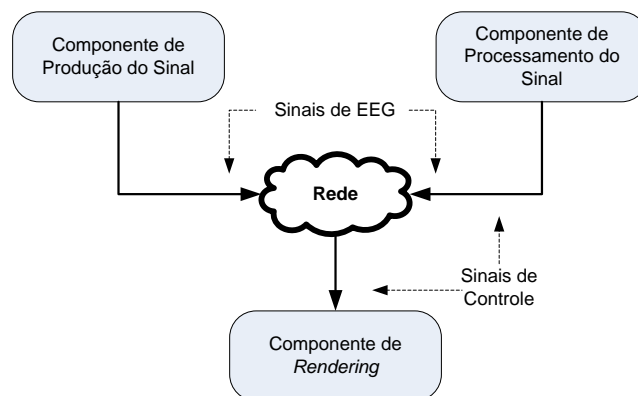 Componente de
Produção do Sinal
Componente de
Processamento do
Sinal
Sinais de EEG
Rede
Sinais de
Controle
Componente de
Rendering